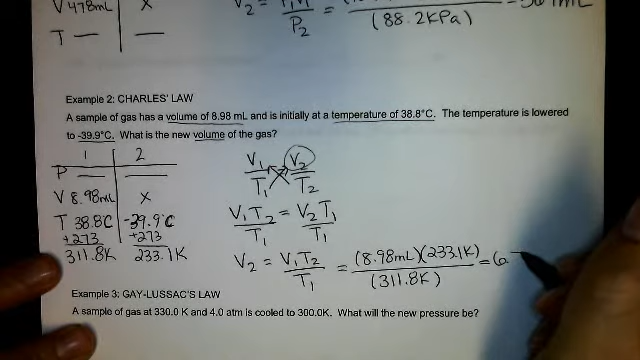 V 478mL | x
V₂ = P₁V₁ / P₂ = / (88.2KPa) =
T — | —
Example 2: CHARLES' LAW
A sample of gas has a volume of 8.98 mL and is initially at a temperature of 38.8°C. The temperature is lowered
to -39.9°C. What is the new volume of the gas?
1 | 2
P — | —
V 8.98mL | x
T 38.8C | -39.9°C
+273 | +273
311.8K | 233.1K
V₁ / T₁ V₂ / T₂
V₁T₂ / T₁ = V₂T₁ / T₁
V₂ = V₁T₂ / T₁ = (8.98mL)(233.1K) / (311.8K) = 6.7
Example 3: GAY-LUSSAC'S LAW
A sample of gas at 330.0 K and 4.0 atm is cooled to 300.0K. What will the new pressure be?